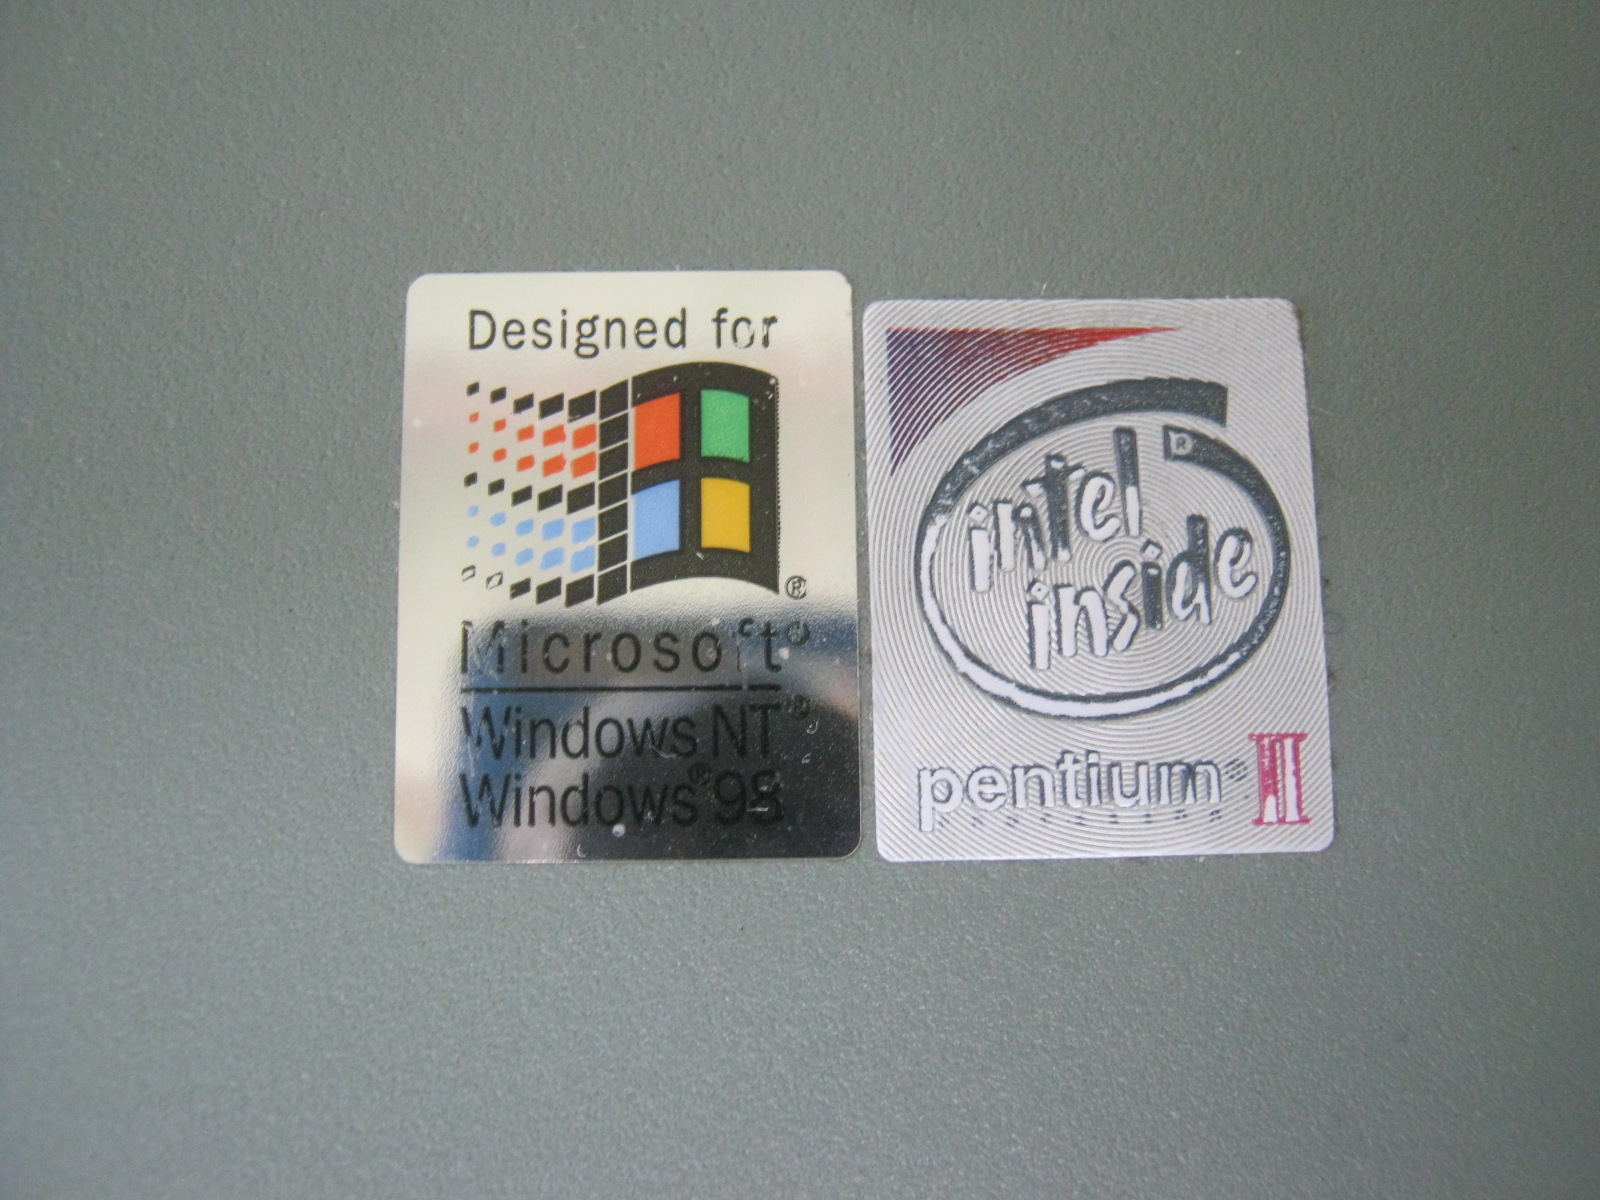 Designed for
®
Microsoft®
Windows NT®
Windows® 98
intel®
inside
pentium® II